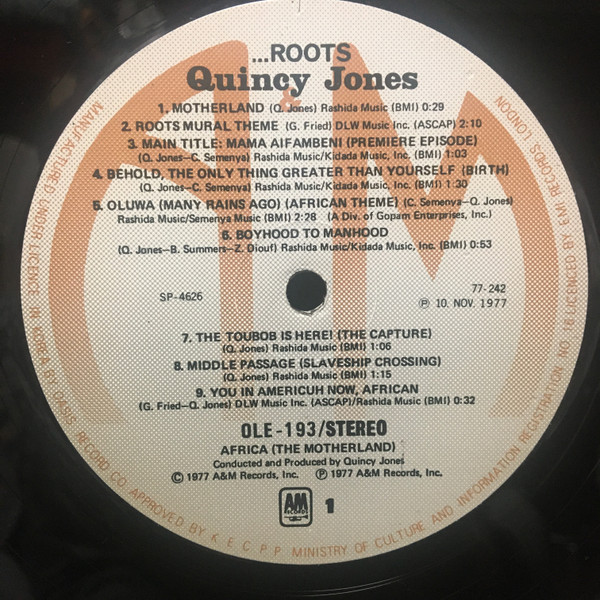 ...ROOTS
Quincy Jones
1. MOTHERLAND (Q. Jones) Rashida Music (BMI) 0:29
2. ROOTS MURAL THEME (G. Fried) DLW Music Inc. (ASCAP) 2:10
3. MAIN TITLE: MAMA AIFAMBENI (PREMIERE EPISODE)
(Q. Jones–C. Semenya) Rashida Music/Kidada Music, Inc. (BMI) 1:03
4. BEHOLD, THE ONLY THING GREATER THAN YOURSELF (BIRTH)
(Q. Jones) Rashida Music/Kidada Music, Inc. (BMI) 1:30
5. OLUWA (MANY RAINS AGO) (AFRICAN THEME) (C. Semenya–Q. Jones)
Rashida Music/Semenya Music (BMI) 2:26 (A Div. of Gopam Enterprises, Inc.)
6. BOYHOOD TO MANHOOD
(Q. Jones–B. Summers–Z. Diouf) Rashida Music/Kidada Music, Inc. (BMI) 0:53
SP-4626
77-242
℗ 10. NOV. 1977
7. THE TOUBOB IS HERE! (THE CAPTURE)
(Q. Jones) Rashida Music (BMI) 1:06
8. MIDDLE PASSAGE (SLAVESHIP CROSSING)
(Q. Jones) Rashida Music (BMI) 1:15
9. YOU IN AMERICUH NOW, AFRICAN
(G. Fried–Q. Jones) DLW Music Inc. (ASCAP)/Rashida Music (BMI) 0:32
OLE-193/STEREO
AFRICA (THE MOTHERLAND)
Conducted and Produced by Quincy Jones
© 1977 A&M Records, Inc. ℗ 1977 A&M Records, Inc.
A&M
RECORDS
1
MANUFACTURED UNDER LICENCE IN KOREA BY OASIS RECORD CO. APPROVED BY K E C P P MINISTRY OF CULTURE AND INFORMATION REGISTRATION. NO 18 LICENCED BY EMI RECORDS LONDON